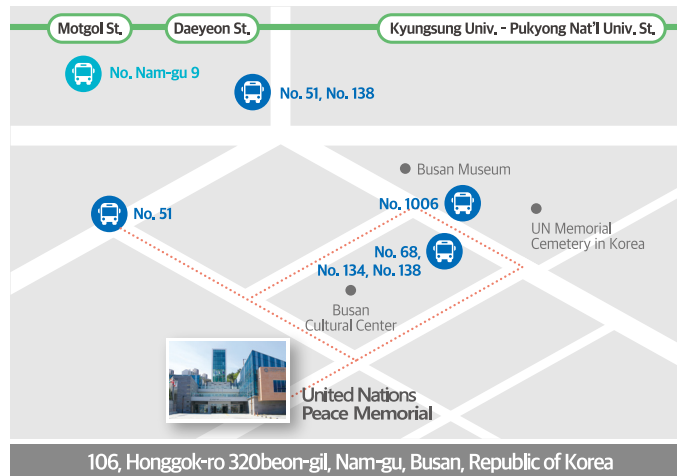 Motgol St.
Daeyeon St.
Kyungsung Univ. - Pukyong Nat'l Univ. St.
No. Nam-gu 9
No. 51, No. 138
Busan Museum
No. 51
No. 1006
UN Memorial
Cemetery in Korea
No. 68,
No. 134, No. 138
Busan
Cultural Center
United Nations
Peace Memorial
106, Honggok-ro 320beon-gil, Nam-gu, Busan, Republic of Korea